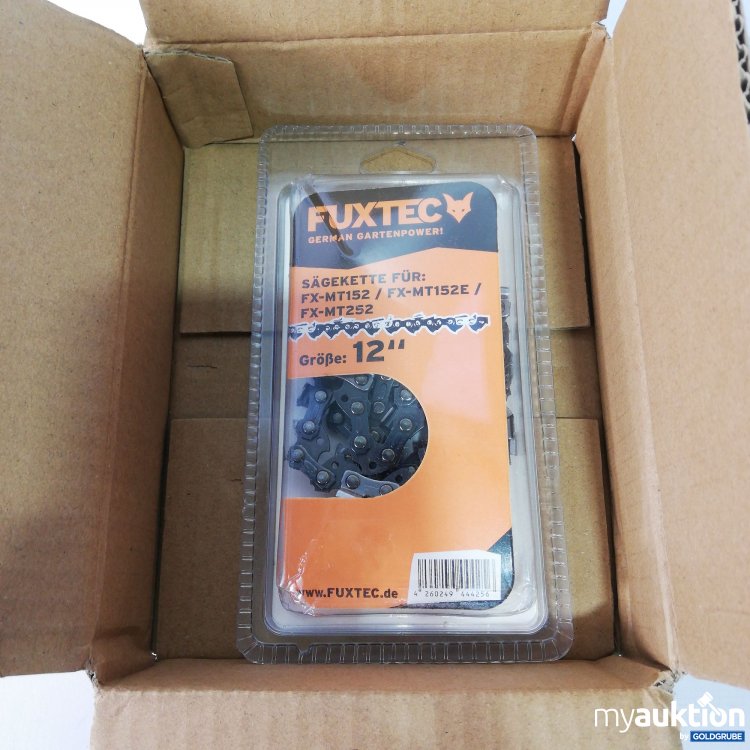 FUXTEC
GERMAN GARTENPOWER!
SÄGEKETTE FÜR:
FX-MT152 / FX-MT152E /
FX-MT252
Größe: 12“
www.FUXTEC.de
4 260249 444256
myauktion
by GOLDGRUBE